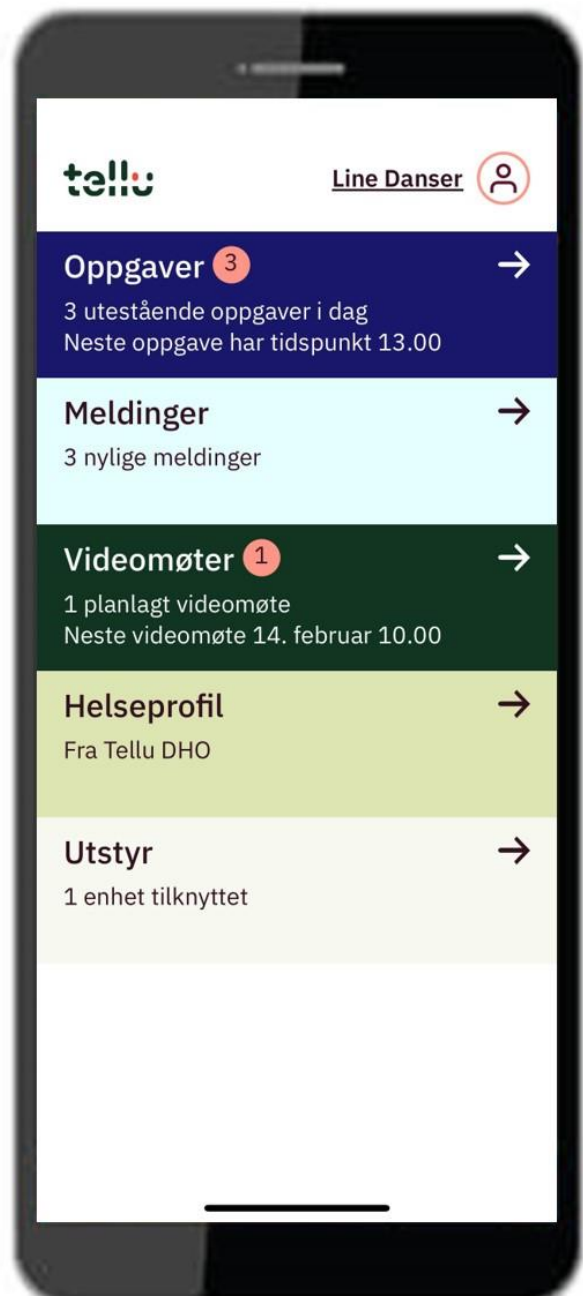 tellu
Line Danser
Oppgaver 3
3 utestående oppgaver i dag
Neste oppgave har tidspunkt 13.00
Meldinger
3 nylige meldinger
Videomøter 1
1 planlagt videomøte
Neste videomøte 14. februar 10.00
Helseprofil
Fra Tellu DHO
Utstyr
1 enhet tilknyttet